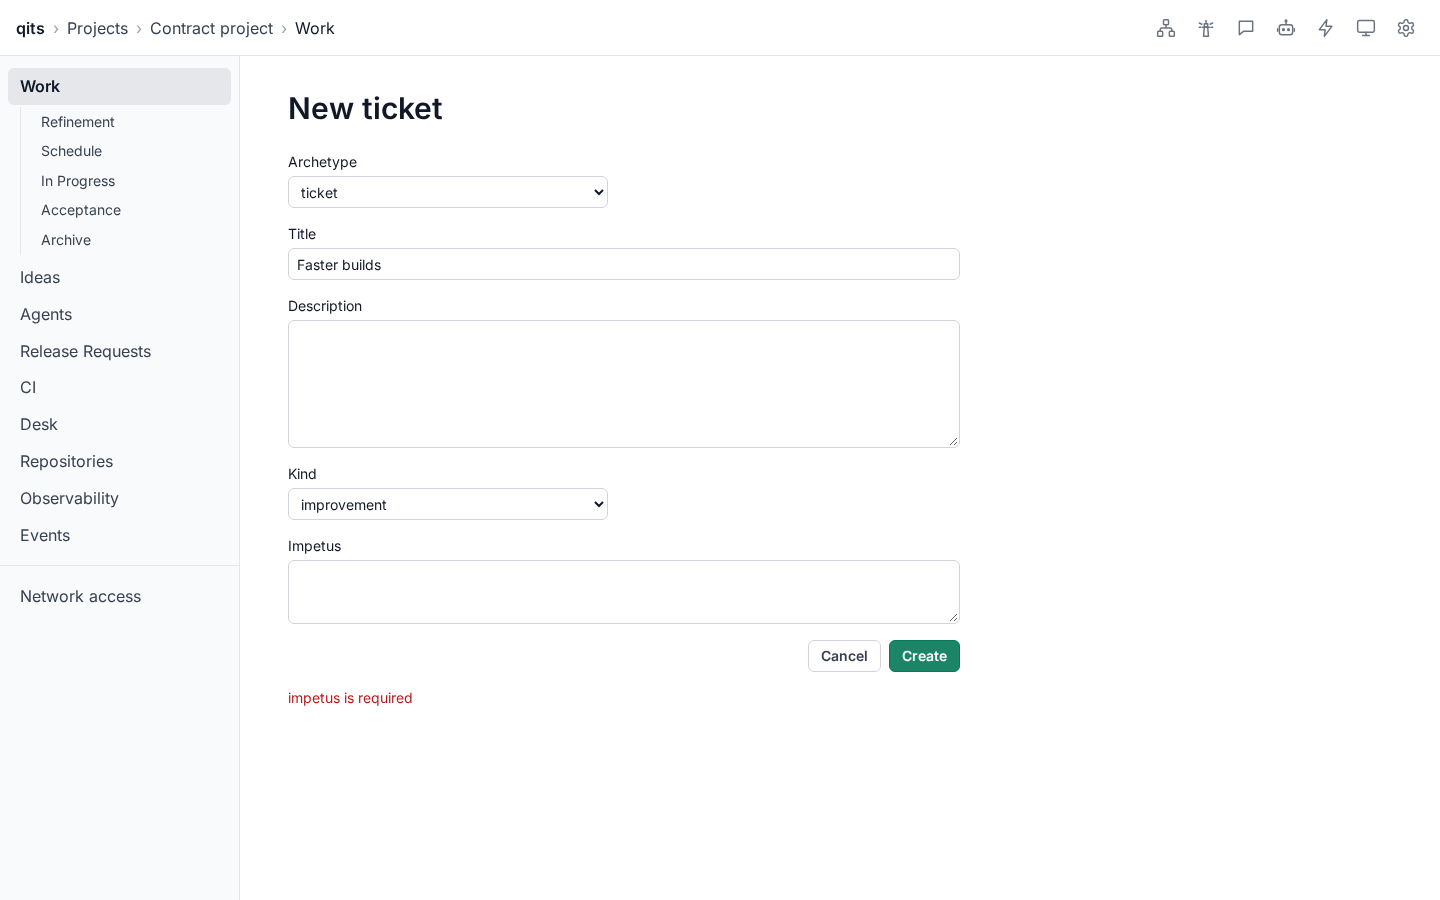 qits › Projects › Contract project › Work
Work
Refinement
Schedule
In Progress
Acceptance
Archive
Ideas
Agents
Release Requests
CI
Desk
Repositories
Observability
Events
Network access
New ticket
Archetype
ticket
Title
Faster builds
Description
Kind
improvement
Impetus
Cancel Create
impetus is required